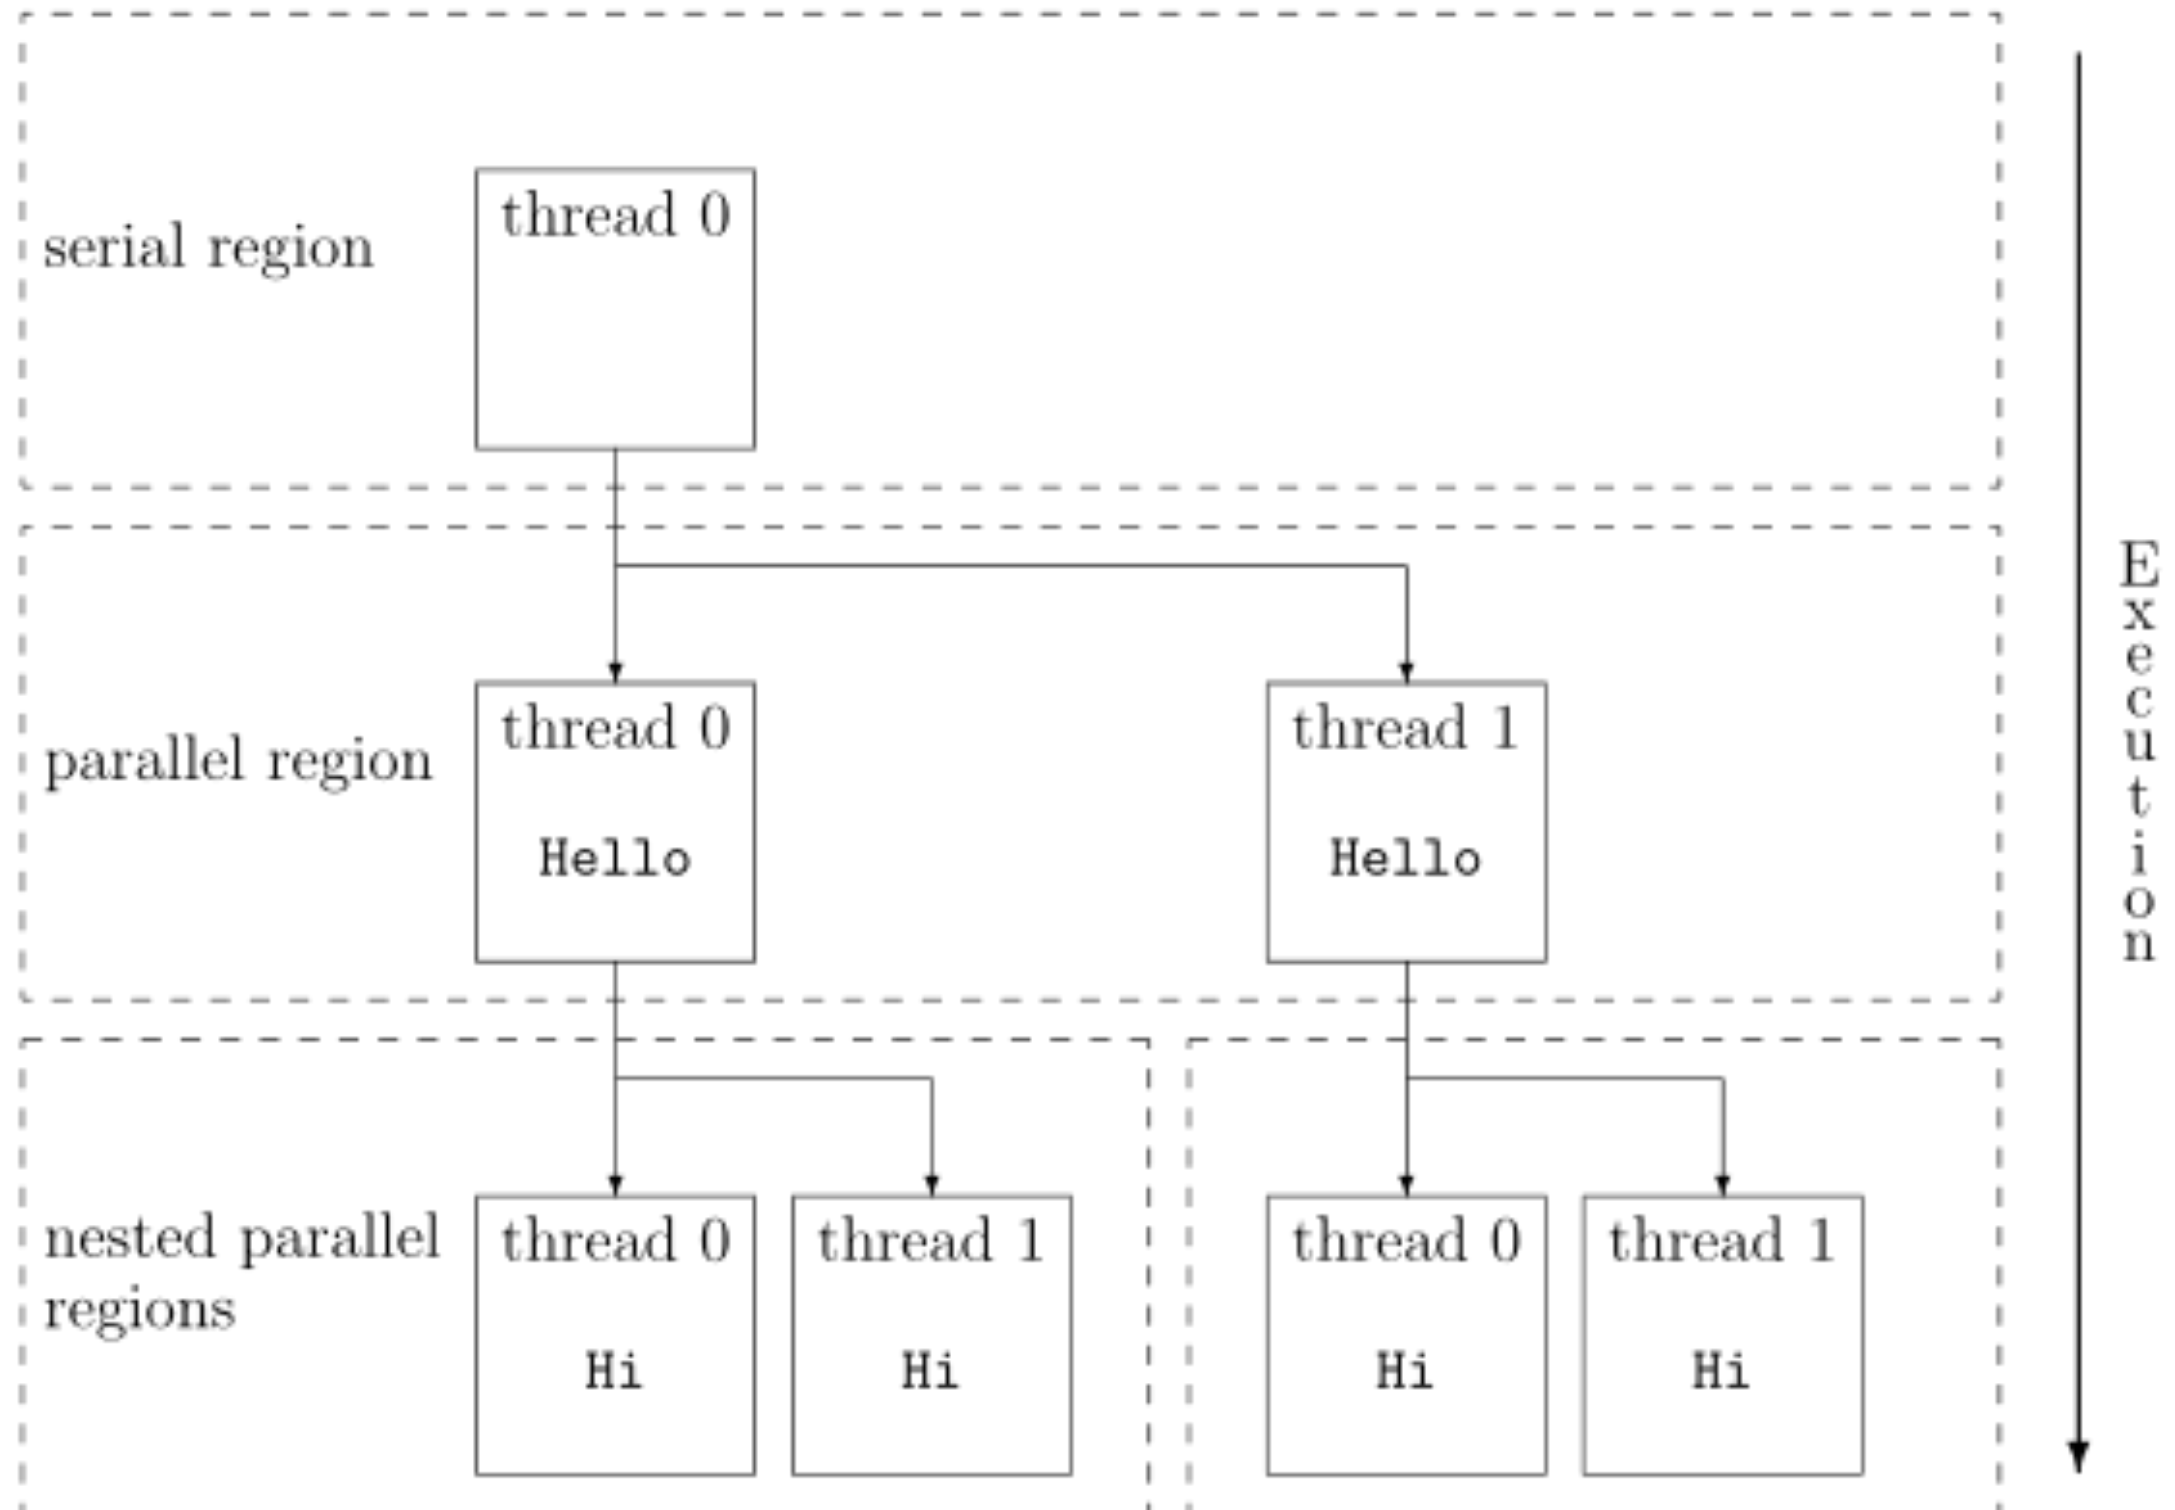 thread 0
serial region
thread 0
thread 1
parallel region
Hello
Hello
thread 0
thread 1
thread 0
thread 1
nested parallel
regions
Hi
Hi
Hi
Hi
Execution